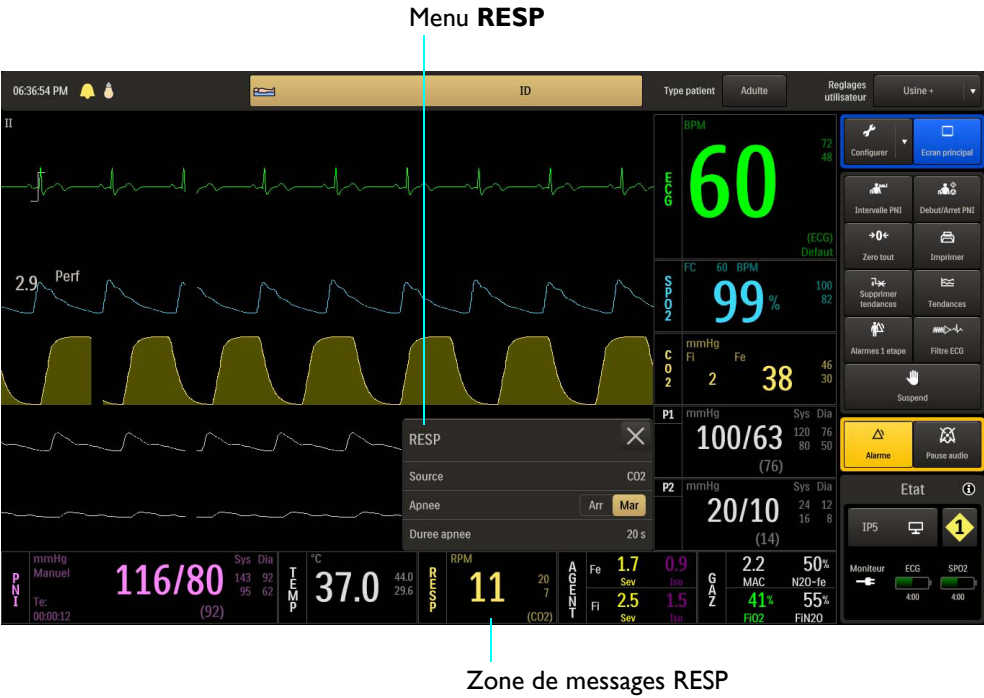 Menu RESP
06:36:54 PM
ID
Type patient
Adulte
Reglages
utilisateur
Usine +
II
BPM
72
48
ECG
60
(ECG)
Defaut
Configurer
Ecran principal
Intervalle PNI
Debut/Arret PNI
→0←
Zero tout
Imprimer
Supprimer
tendances
Tendances
Alarmes 1 etape
Filtre ECG
Suspend
2.9 Perf
SPO2
FC 60 BPM
99 %
100
82
CO2
mmHg
Fi Fe
2 38
46
30
P1 mmHg Sys Dia
100/63
120 76
80 50
(76)
P2 mmHg Sys Dia
20/10
24 12
16 8
(14)
Alarme
Pause audio
Etat
IP5
1
Moniteur ECG SPO2
4:00 4:00
RESP
Source CO2
Apnee Arr Mar
Duree apnee 20 s
PNI
mmHg
Manuel
Te:
00:00:12
116/80
Sys Dia
143 92
95 62
(92)
TEMP
°C
37.0
44.0
29.6
RESP
RPM
11
20
7
(CO2)
AGENT
Fe 1.7 0.9
Sev Iso
Fi 2.5 1.5
Sev Iso
GAZ
2.2 50%
MAC N2O-fe
41% 55%
FiO2 FiN2O
Zone de messages RESP